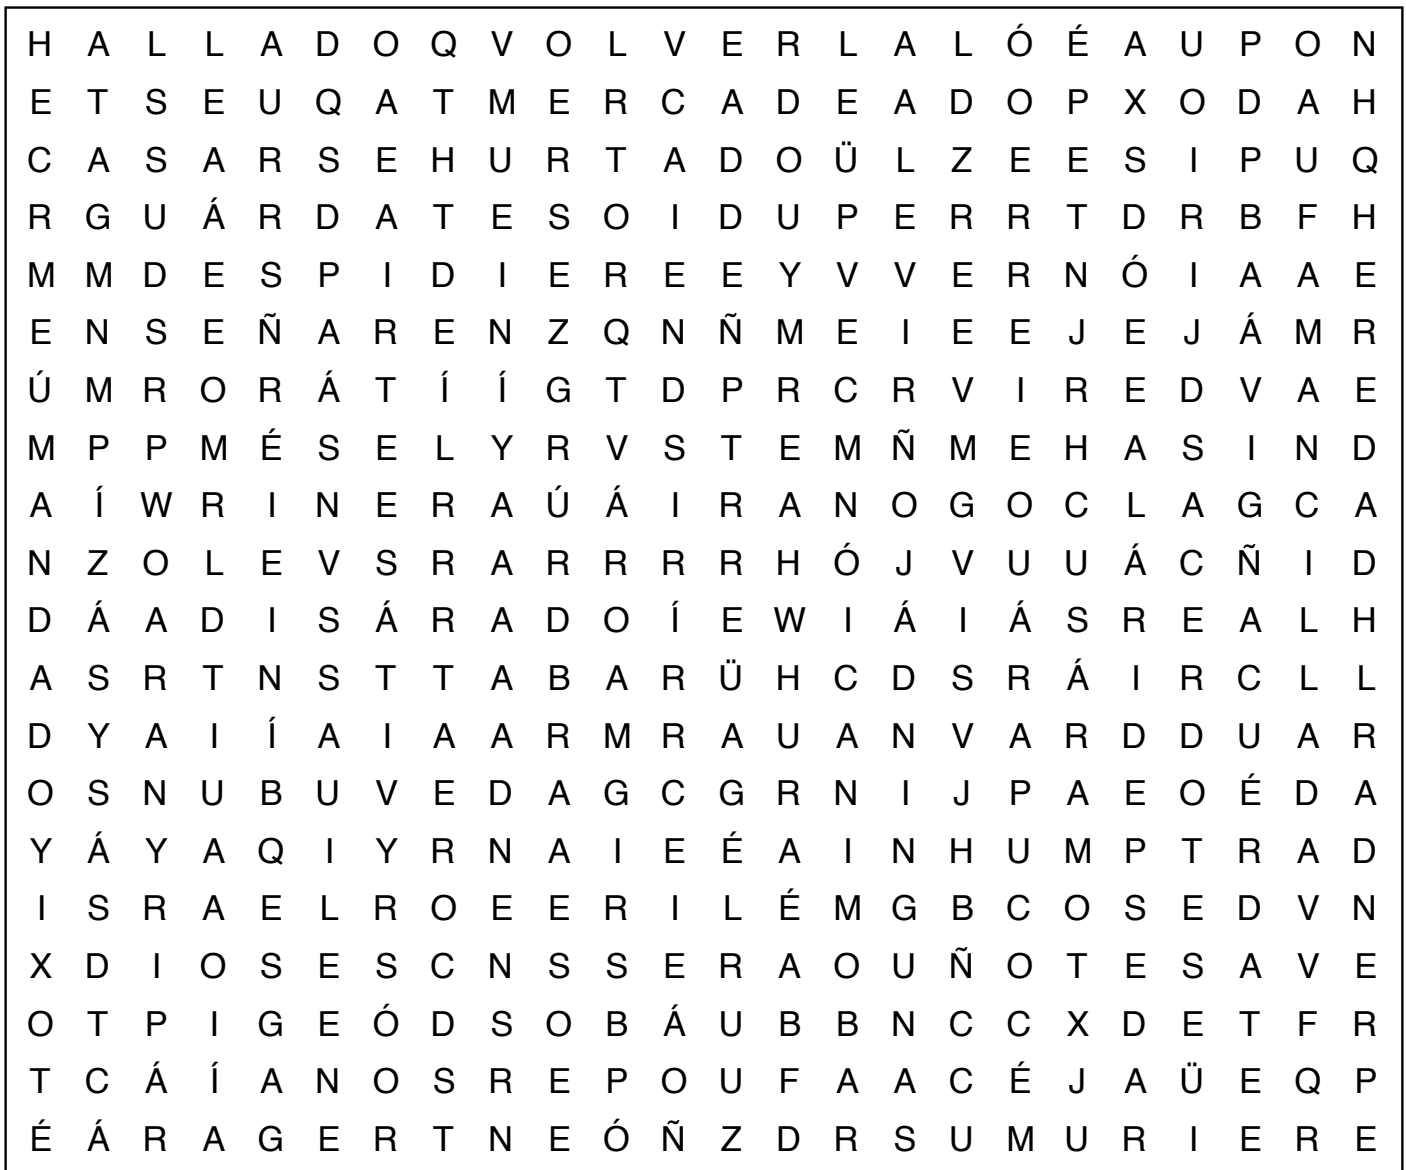 H A L L A D O Q V O L V E R L A L Ó É A U P O N
E T S E U Q A T M E R C A D E A D O P X O D A H
C A S A R S E H U R T A D O Ü L Z E E S I P U Q
R G U Á R D A T E S O I D U P E R R T D R B F H
M M D E S P I D I E R E E Y V V E R N Ó I A A E
E N S E Ñ A R E N Z Q N Ñ M E I E E J E J Á M R
Ú M R O R Á T Í Í G T D P R C R V I R E D V A E
M P P M É S E L Y R V S T E M Ñ M E H A S I N D
A Í W R I N E R A Ú Á I R A N O G O C L A G C A
N Z O L E V S R A R R R R H Ó J V U U Á C Ñ I D
D Á A D I S Á R A D O Í E W I Á I Á S R E A L H
A S R T N S T T A B A R Ü H C D S R Á I R C L L
D Y A I Í A I A A R M R A U A N V A R D D U A R
O S N U B U V E D A G C G R N I J P A E O É D A
Y Á Y A Q I Y R N A I E É A I N H U M P T R A D
I S R A E L R O E E R I L É M G B C O S E D V N
X D I O S E S C N S S E R A O U Ñ O T E S A V E
O T P I G E Ó D S O B Á U B B N C C X D E T F R
T C Á Í A N O S R E P O U F A A C É J A Ü E Q P
É Á R A G E R T N E Ó Ñ Z D R S U M U R I E R E